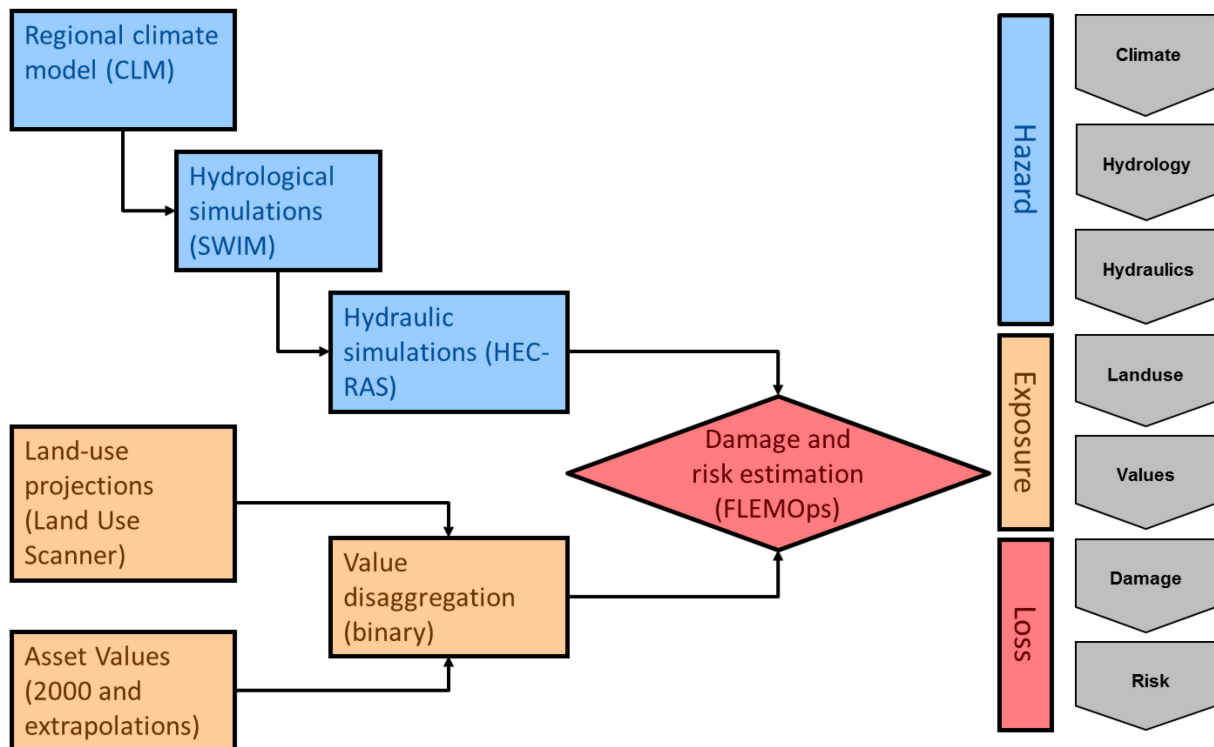 Regional climate
model (CLM)
Hydrological
simulations
(SWIM)
Hydraulic
simulations (HEC-
RAS)
Land-use
projections
(Land Use
Scanner)
Value
disaggregation
(binary)
Asset Values
(2000 and
extrapolations)
Damage and
risk estimation
(FLEMOps)
Hazard
Exposure
Loss
Climate
Hydrology
Hydraulics
Landuse
Values
Damage
Risk